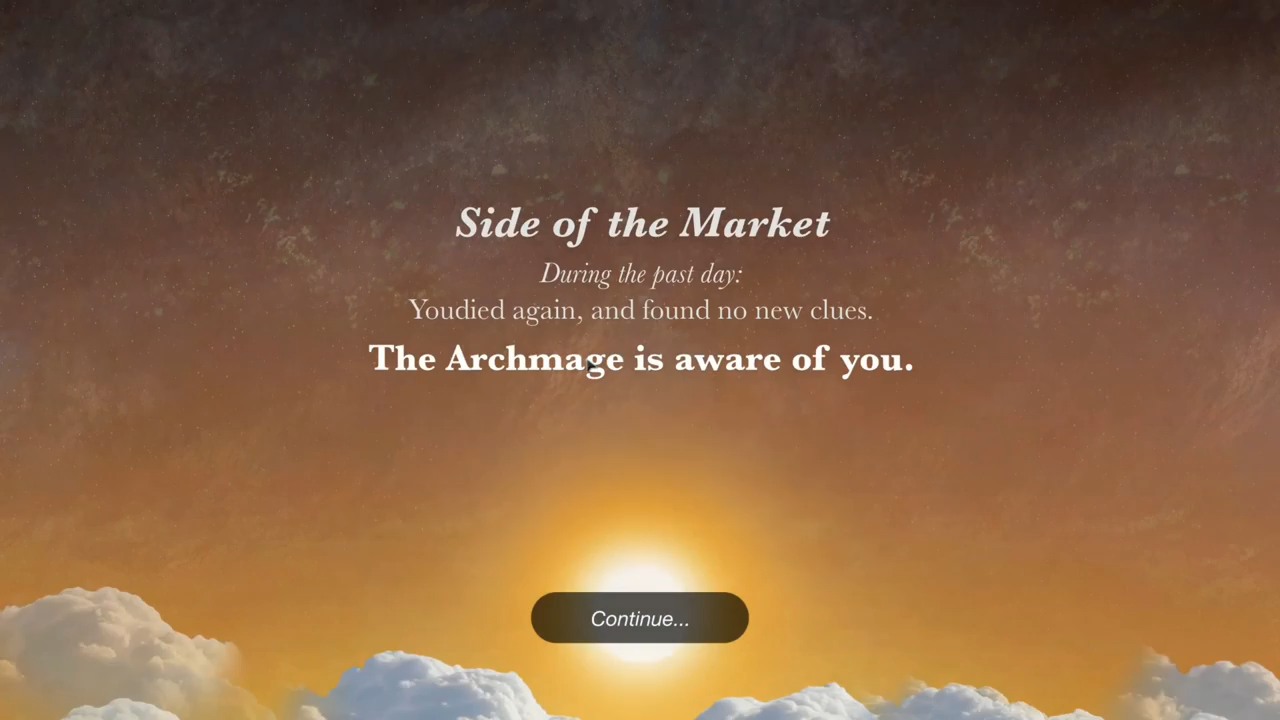 Side of the Market
During the past day:
Youdied again, and found no new clues.
The Archmage is aware of you.
Continue...